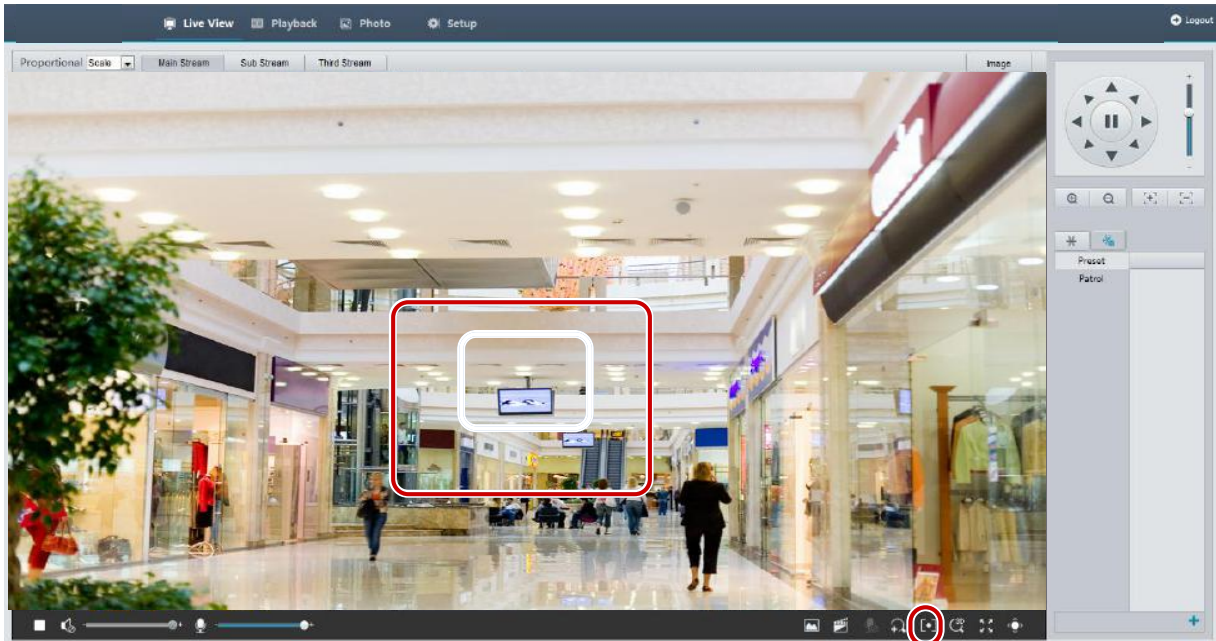 Live View Playback Photo Setup Logout
Proportional Scale Main Stream Sub Stream Third Stream Image
Preset
Patrol